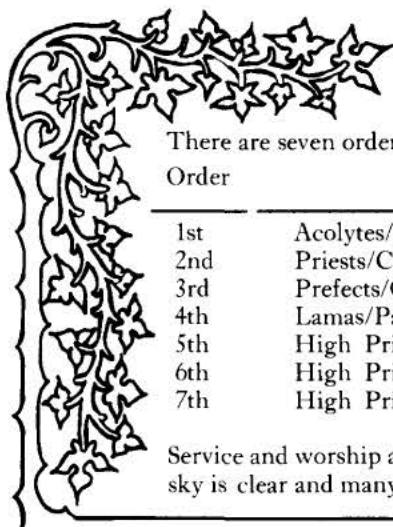 There are seven order
Order
1st Acolytes/
2nd Priests/C
3rd Prefects/
4th Lamas/Pa
5th High Pri
6th High Pri
7th High Pri
Service and worship a
sky is clear and many